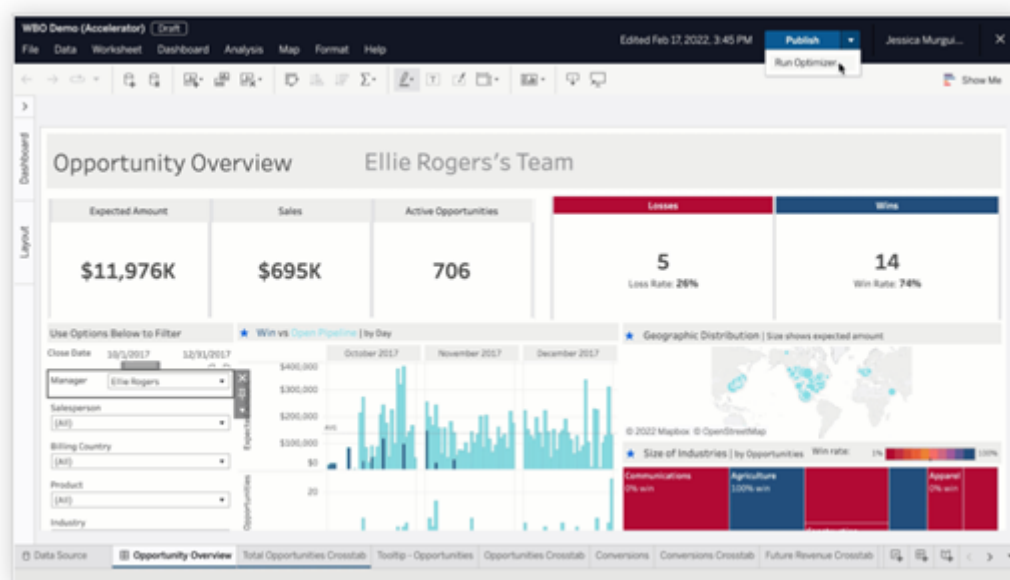 WBO Demo (Accelerator) Draft
File Data Worksheet Dashboard Analysis Map Format Help
Edited Feb 17, 2022, 3:45 PM
Publish
Jessica Murgui...
Run Optimizer
Show Me
Dashboard
Layout
Opportunity Overview
Ellie Rogers's Team
Expected Amount
$11,976K
Sales
$695K
Active Opportunities
706
Losses
5
Loss Rate: 26%
Wins
14
Win Rate: 74%
Use Options Below to Filter
Close Date 10/1/2017 12/31/2017
Manager Ellie Rogers
Salesperson
(All)
Billing Country
(All)
Product
(All)
Industry
Win vs Open Pipeline | by Day
October 2017 November 2017 December 2017
$400,000
$300,000
$200,000
$100,000
$0
Expected
AVG
Opportunities
20
Geographic Distribution | Size shows expected amount
© 2022 Mapbox © OpenStreetMap
Size of Industries | by Opportunities Win rate: 1% 100%
Communications
0% win
Agriculture
100% win
Apparel
0% win
Data Source Opportunity Overview Total Opportunities Crosstab Tooltip - Opportunities Opportunities Crosstab Conversions Conversions Crosstab Future Revenue Crosstab